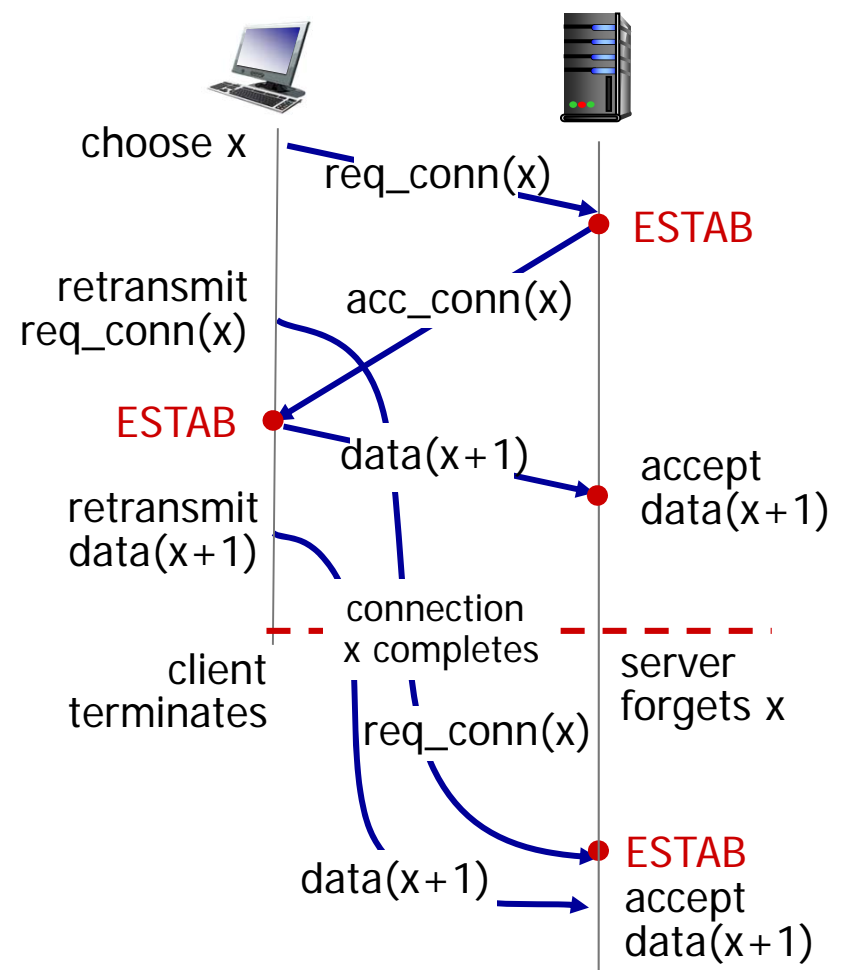 choose x
req_conn(x)
ESTAB
retransmit
req_conn(x)
acc_conn(x)
ESTAB
data(x+1)
accept
data(x+1)
retransmit
data(x+1)
connection
x completes
client
terminates
server
forgets x
req_conn(x)
ESTAB
data(x+1)
accept
data(x+1)